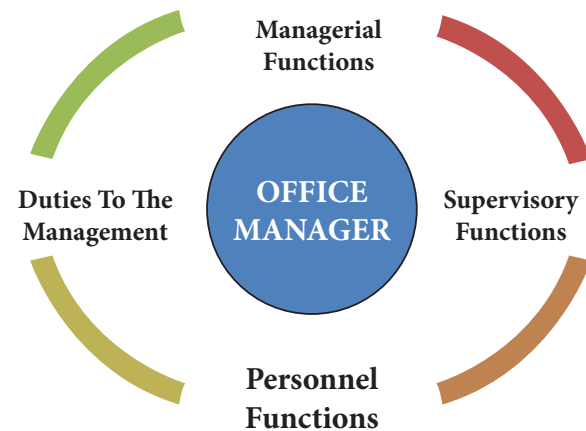 Managerial
Functions
Duties To The
Management
OFFICE
MANAGER
Supervisory
Functions
Personnel
Functions